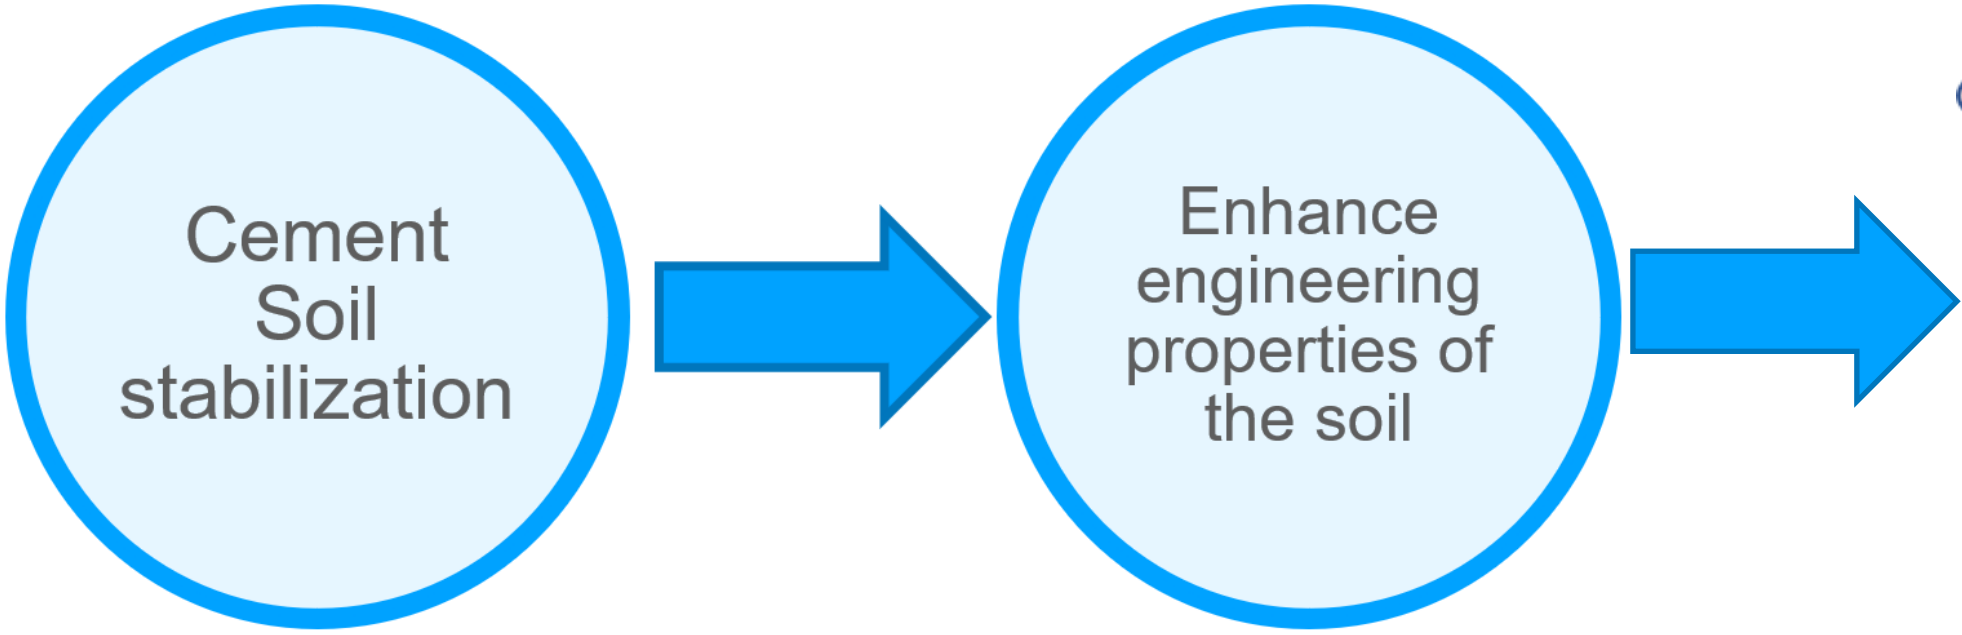 Cement
Soil
stabilization
Enhance
engineering
properties of
the soil